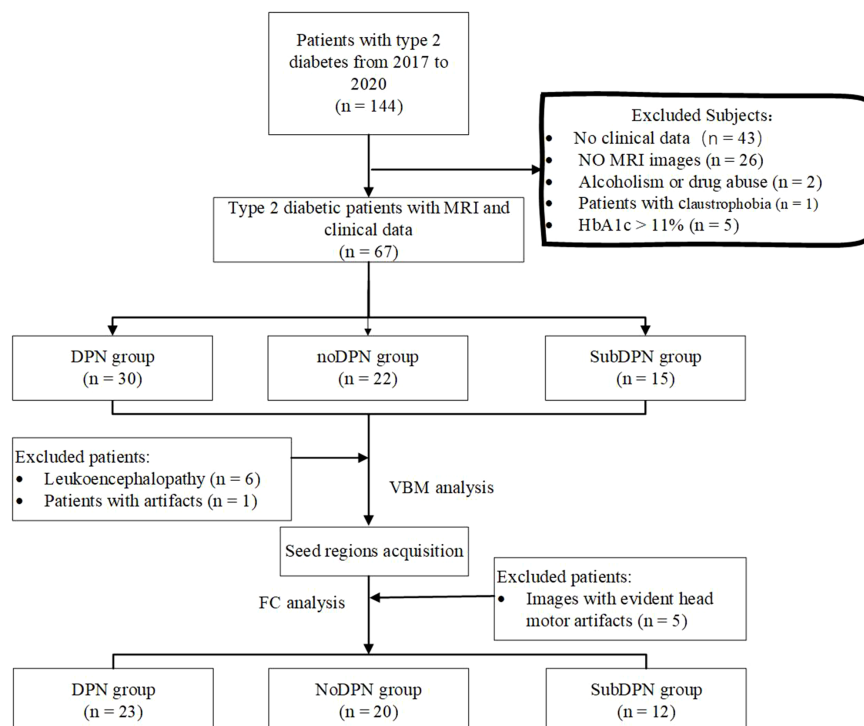 Patients with type 2
diabetes from 2017 to
2020
(n = 144)
Excluded Subjects：
• No clinical data （n = 43）
• NO MRI images (n = 26)
• Alcoholism or drug abuse (n = 2)
• Patients with claustrophobia (n = 1)
• HbA1c > 11% (n = 5)
Type 2 diabetic patients with MRI and
clinical data
(n = 67)
DPN group
(n = 30)
noDPN group
(n = 22)
SubDPN group
(n = 15)
Excluded patients:
• Leukoencephalopathy (n = 6)
• Patients with artifacts (n = 1)
VBM analysis
Seed regions acquisition
Excluded patients:
• Images with evident head
motor artifacts (n = 5)
FC analysis
DPN group
(n = 23)
NoDPN group
(n = 20)
SubDPN group
(n = 12)